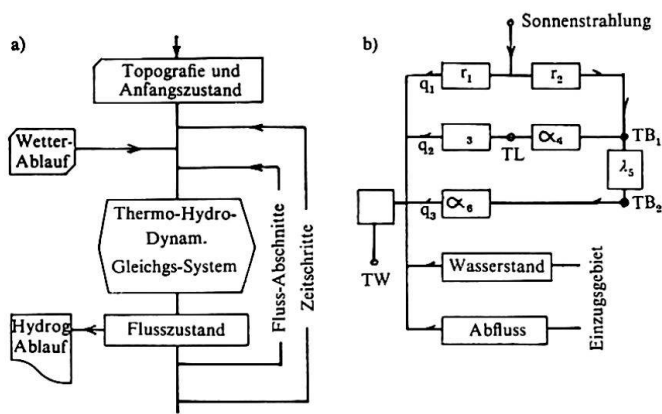 a)
Topografie und
Anfangszustand
Wetter-
Ablauf
Thermo-Hydro-
Dynam.
Gleichgs-System
Fluss-Abschnitte
Zeitschritte
Hydrog
Ablauf
Flusszustand
b)
Sonnenstrahlung
r₁
r₂
q₁
q₂
3
TL
α₄
TB₁
λ₅
q₃
α₆
TB₂
TW
Wasserstand
Abfluss
Einzugsgebiet